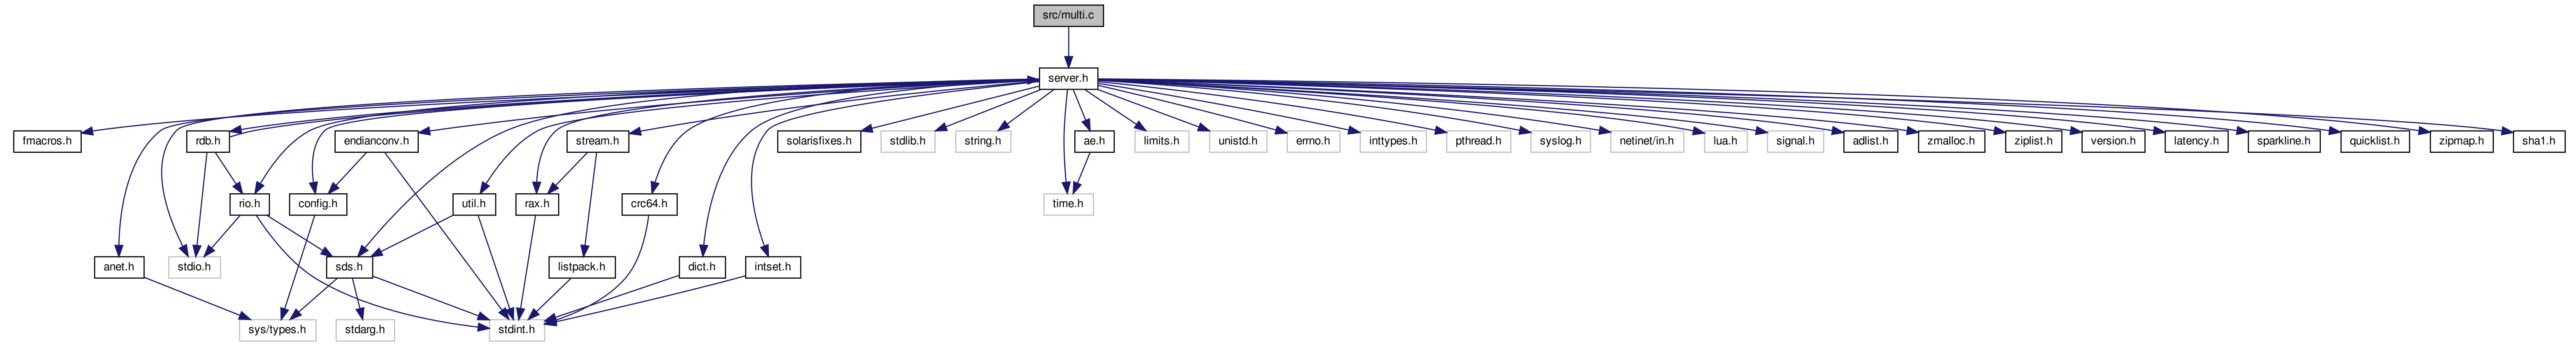 src/multi.c
server.h
fmacros.h
rdb.h
endianconv.h
stream.h
solarisfixes.h
stdlib.h
string.h
ae.h
limits.h
unistd.h
errno.h
inttypes.h
pthread.h
syslog.h
netinet/in.h
lua.h
signal.h
adlist.h
zmalloc.h
ziplist.h
version.h
latency.h
sparkline.h
quicklist.h
zipmap.h
sha1.h
rio.h
config.h
util.h
rax.h
crc64.h
time.h
anet.h
stdio.h
sds.h
listpack.h
dict.h
intset.h
sys/types.h
stdarg.h
stdint.h